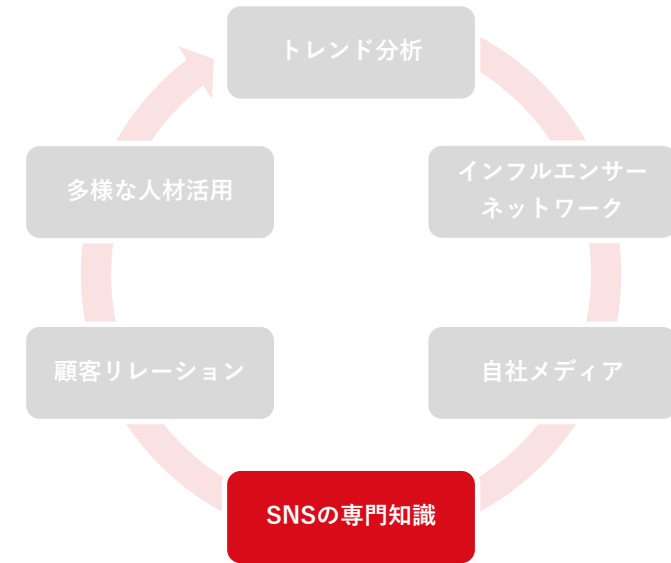 トレンド分析
インフルエンサー
ネットワーク
自社メディア
SNSの専門知識
顧客リレーション
多様な人材活用